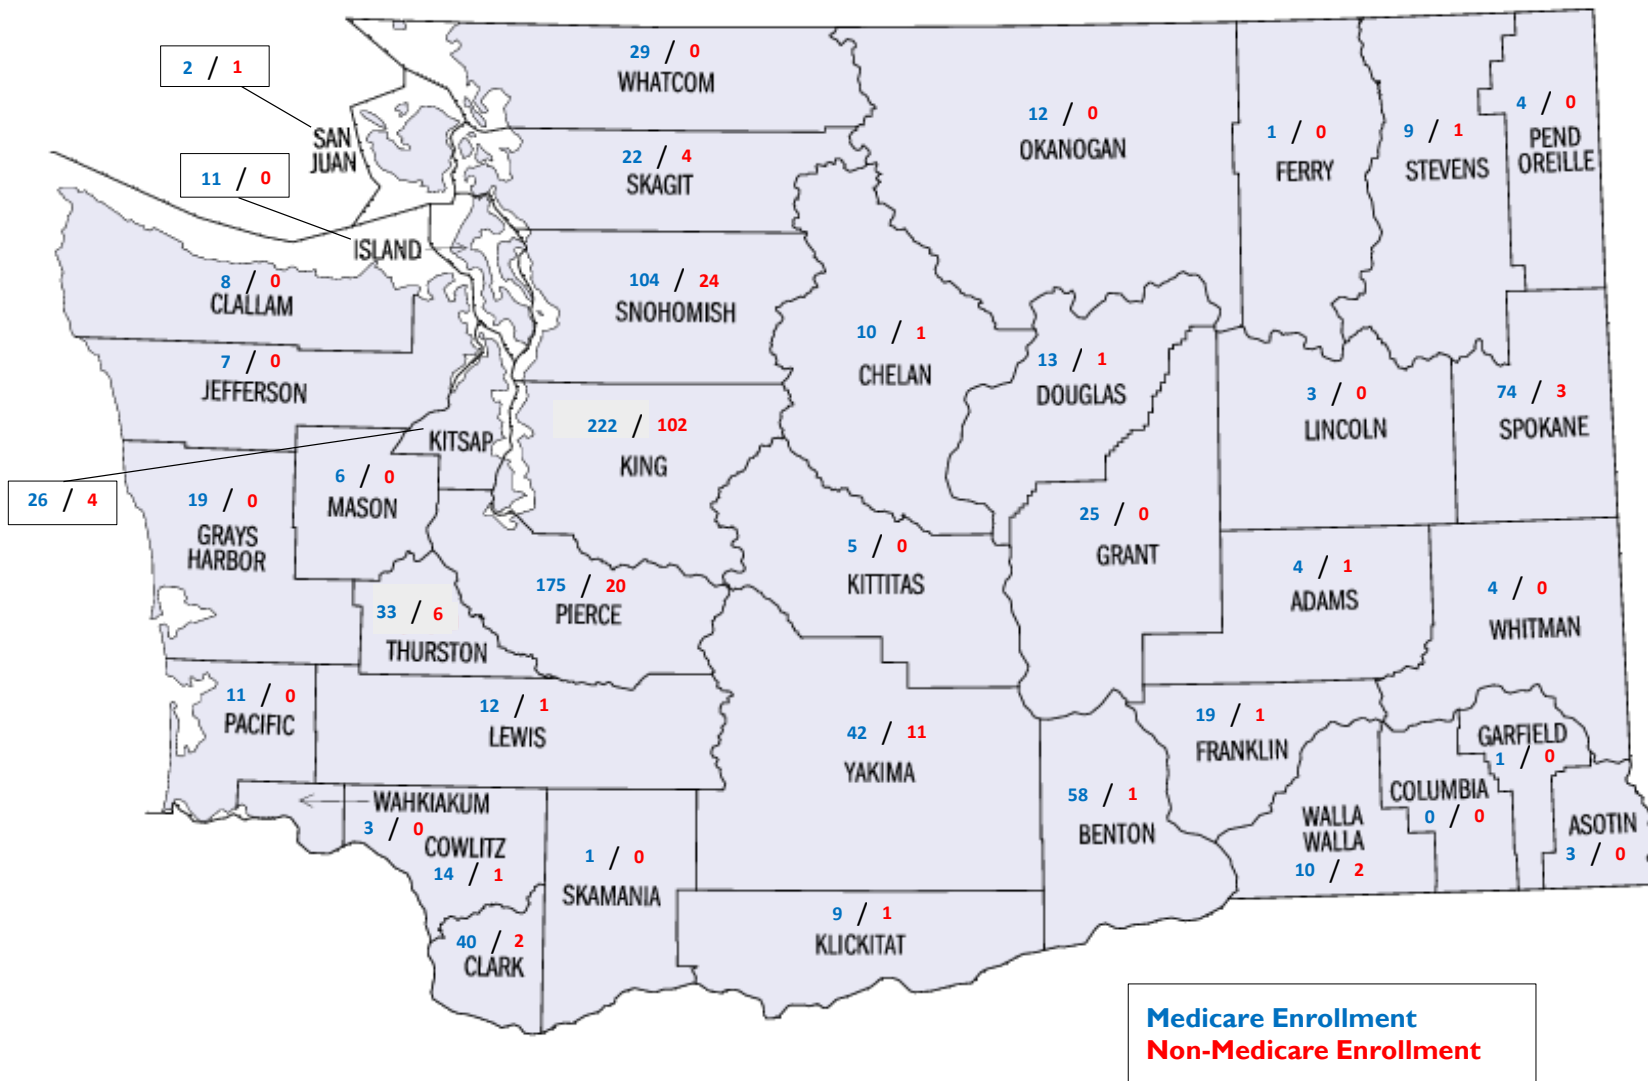 29 / 0
WHATCOM
2 / 1
SAN
JUAN
12 / 0
OKANOGAN
1 / 0
FERRY
9 / 1
STEVENS
4 / 0
PEND
OREILLE
22 / 4
SKAGIT
11 / 0
ISLAND
8 / 0
CLALLAM
104 / 24
SNOHOMISH
7 / 0
JEFFERSON
10 / 1
CHELAN
13 / 1
DOUGLAS
3 / 0
LINCOLN
74 / 3
SPOKANE
222 / 102
KING
KITSAP
26 / 4
6 / 0
MASON
19 / 0
GRAYS
HARBOR
5 / 0
KITTITAS
25 / 0
GRANT
4 / 1
ADAMS
4 / 0
WHITMAN
175 / 20
PIERCE
33 / 6
THURSTON
11 / 0
PACIFIC
12 / 1
LEWIS
42 / 11
YAKIMA
19 / 1
FRANKLIN
GARFIELD
1 / 0
58 / 1
BENTON
WALLA
WALLA
10 / 2
COLUMBIA
0 / 0
ASOTIN
3 / 0
WAHKIAKUM
3 / 0
COWLITZ
14 / 1
1 / 0
SKAMANIA
9 / 1
KLICKITAT
40 / 2
CLARK
Medicare Enrollment
Non-Medicare Enrollment